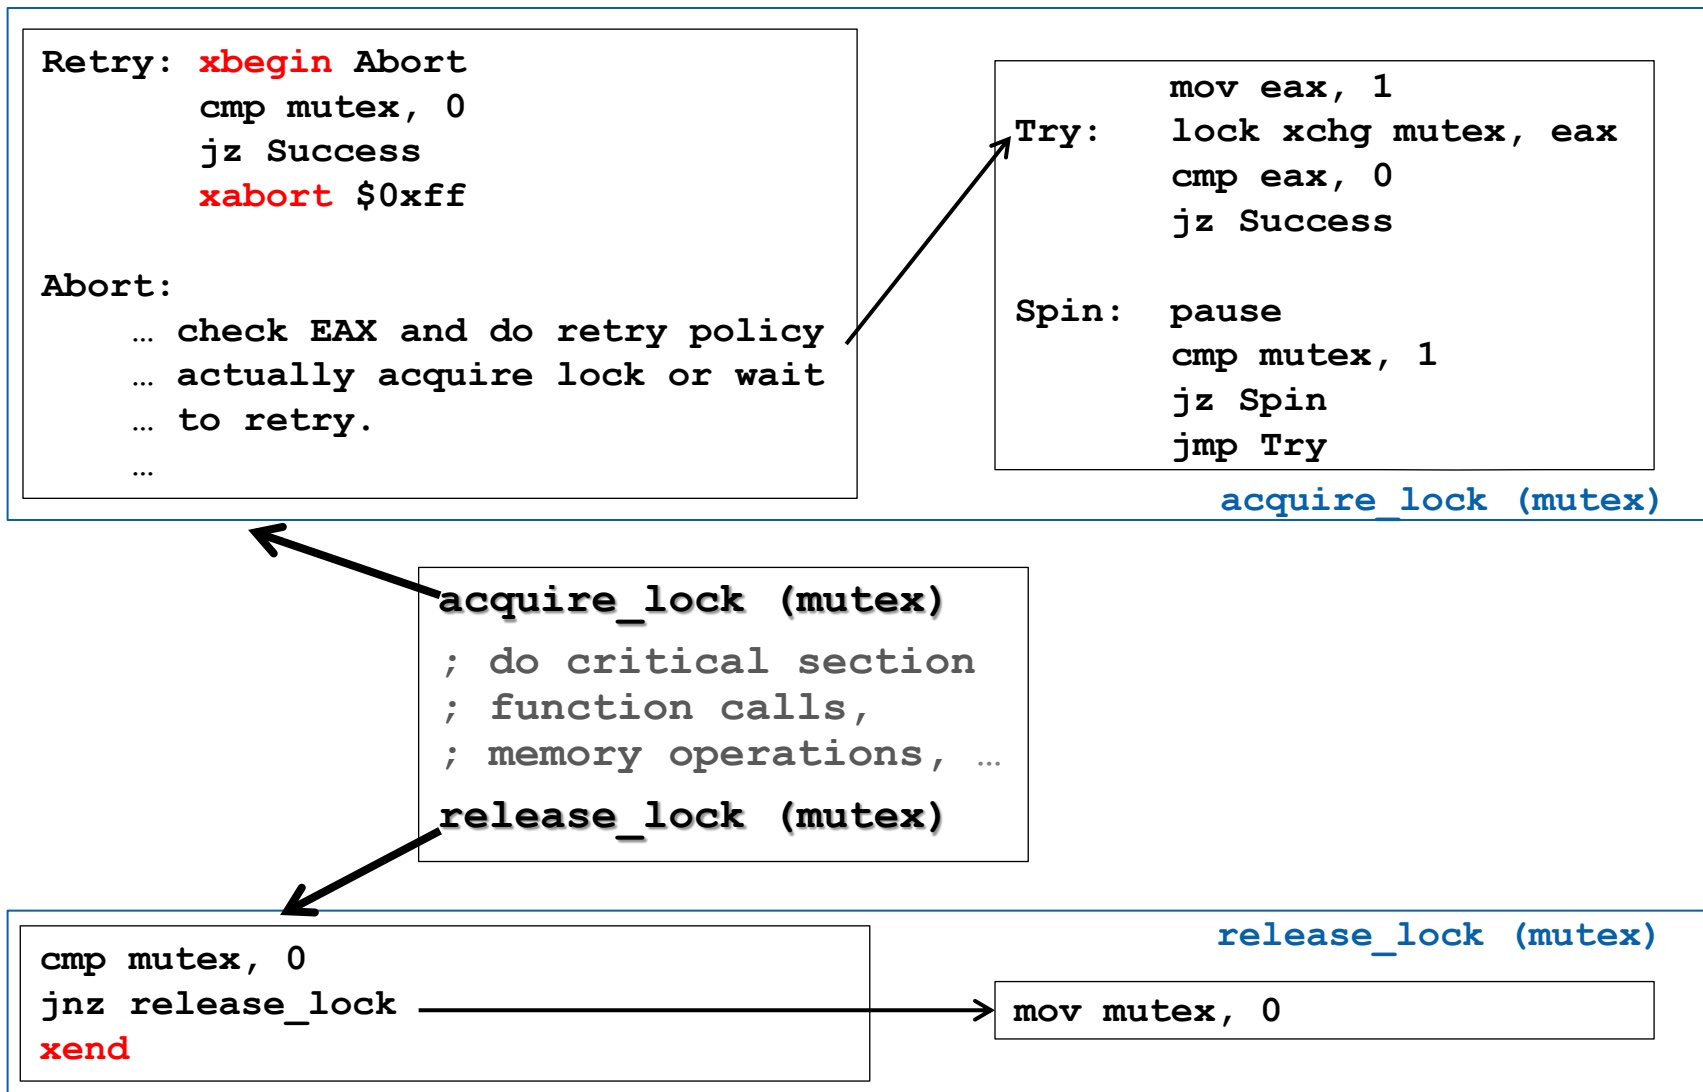 Retry: xbegin Abort
cmp mutex, 0
jz Success
xabort $0xff
Abort:
… check EAX and do retry policy
… actually acquire lock or wait
… to retry.
…
mov eax, 1
Try: lock xchg mutex, eax
cmp eax, 0
jz Success
Spin: pause
cmp mutex, 1
jz Spin
jmp Try
acquire_lock (mutex)
acquire_lock (mutex)
; do critical section
; function calls,
; memory operations, …
release_lock (mutex)
release_lock (mutex)
cmp mutex, 0
jnz release_lock
xend
mov mutex, 0